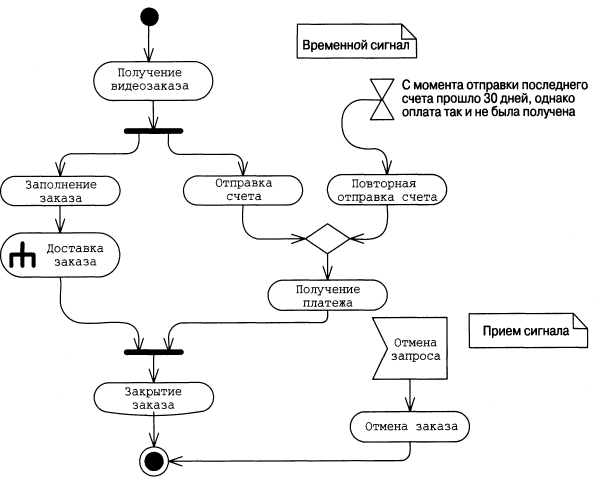 Временной сигнал
Получение
видеозаказа
С момента отправки последнего
счета прошло 30 дней, однако
оплата так и не была получена
Заполнение
заказа
Отправка
счета
Повторная
отправка счета
Доставка
заказа
Получение
платежа
Отмена
запроса
Прием сигнала
Закрытие
заказа
Отмена заказа